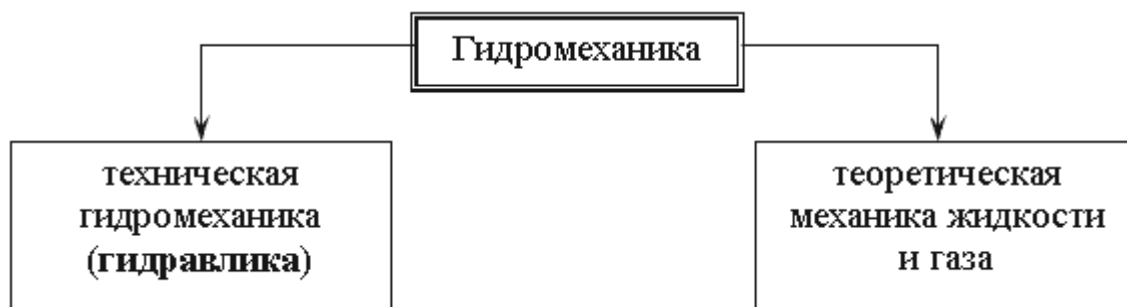 Гидромеханика
техническая
гидромеханика
(гидравлика)
теоретическая
механика жидкости
и газа